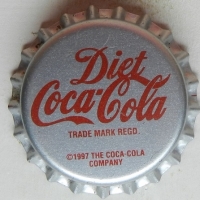 Diet
Coca-Cola
TRADE MARK REGD.
©1997 THE COCA-COLA
COMPANY